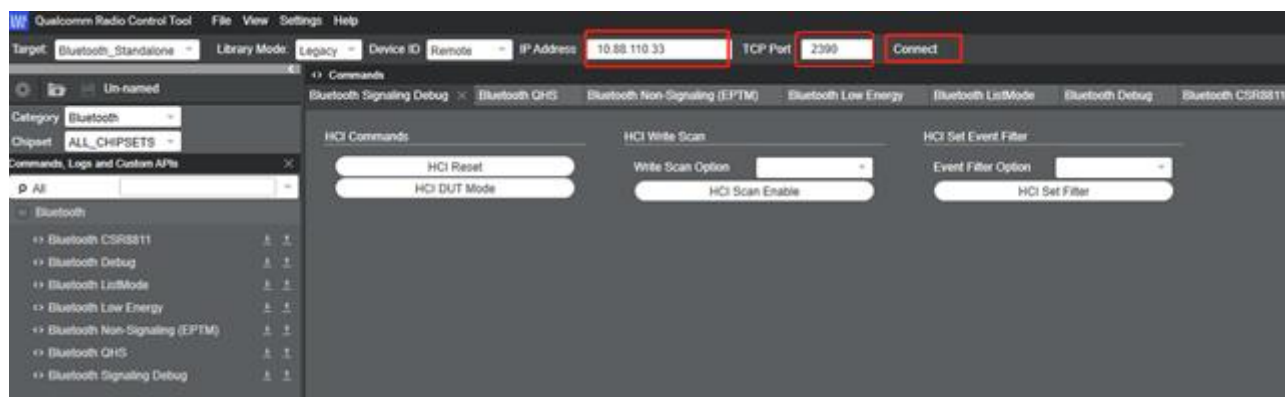 Qualcomm Radio Control Tool File View Settings Help
Target: Bluetooth_Standalone Library Mode: Legacy Device ID Remote IP Address 10.88.110.33 TCP Port 2390 Connect
Un-named
Category Bluetooth
Chipset ALL_CHIPSETS
Commands, Logs and Custom APIs
All
Bluetooth
Bluetooth CSR8811
Bluetooth Debug
Bluetooth ListMode
Bluetooth Low Energy
Bluetooth Non-Signaling (EPTM)
Bluetooth QHS
Bluetooth Signaling Debug
Commands
Bluetooth Signaling Debug Bluetooth QHS Bluetooth Non-Signaling (EPTM) Bluetooth Low Energy Bluetooth ListMode Bluetooth Debug Bluetooth CSR8811
HCI Commands
HCI Reset
HCI DUT Mode
HCI Write Scan
Write Scan Option
HCI Scan Enable
HCI Set Event Filter
Event Filter Option
HCI Set Filter